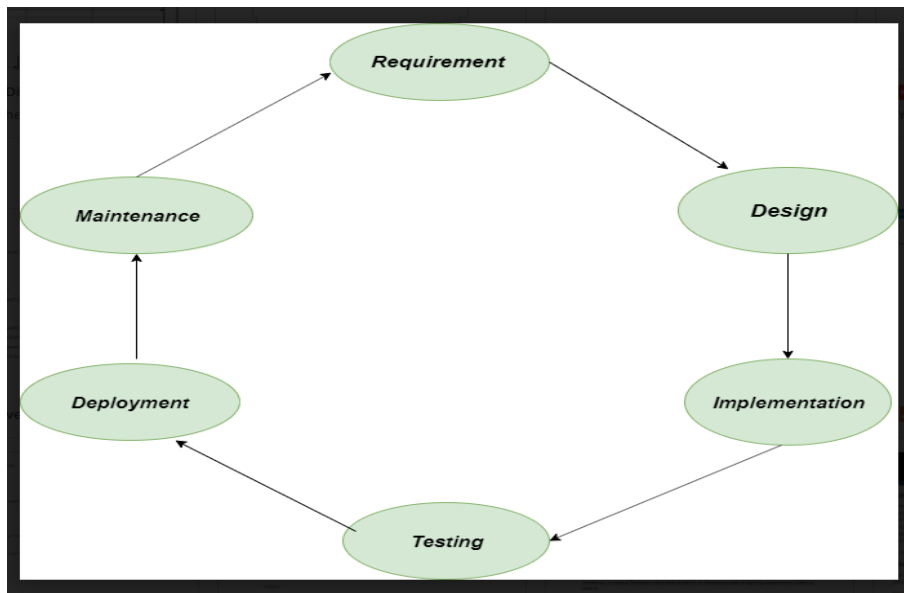 Requirement
Design
Implementation
Testing
Deployment
Maintenance